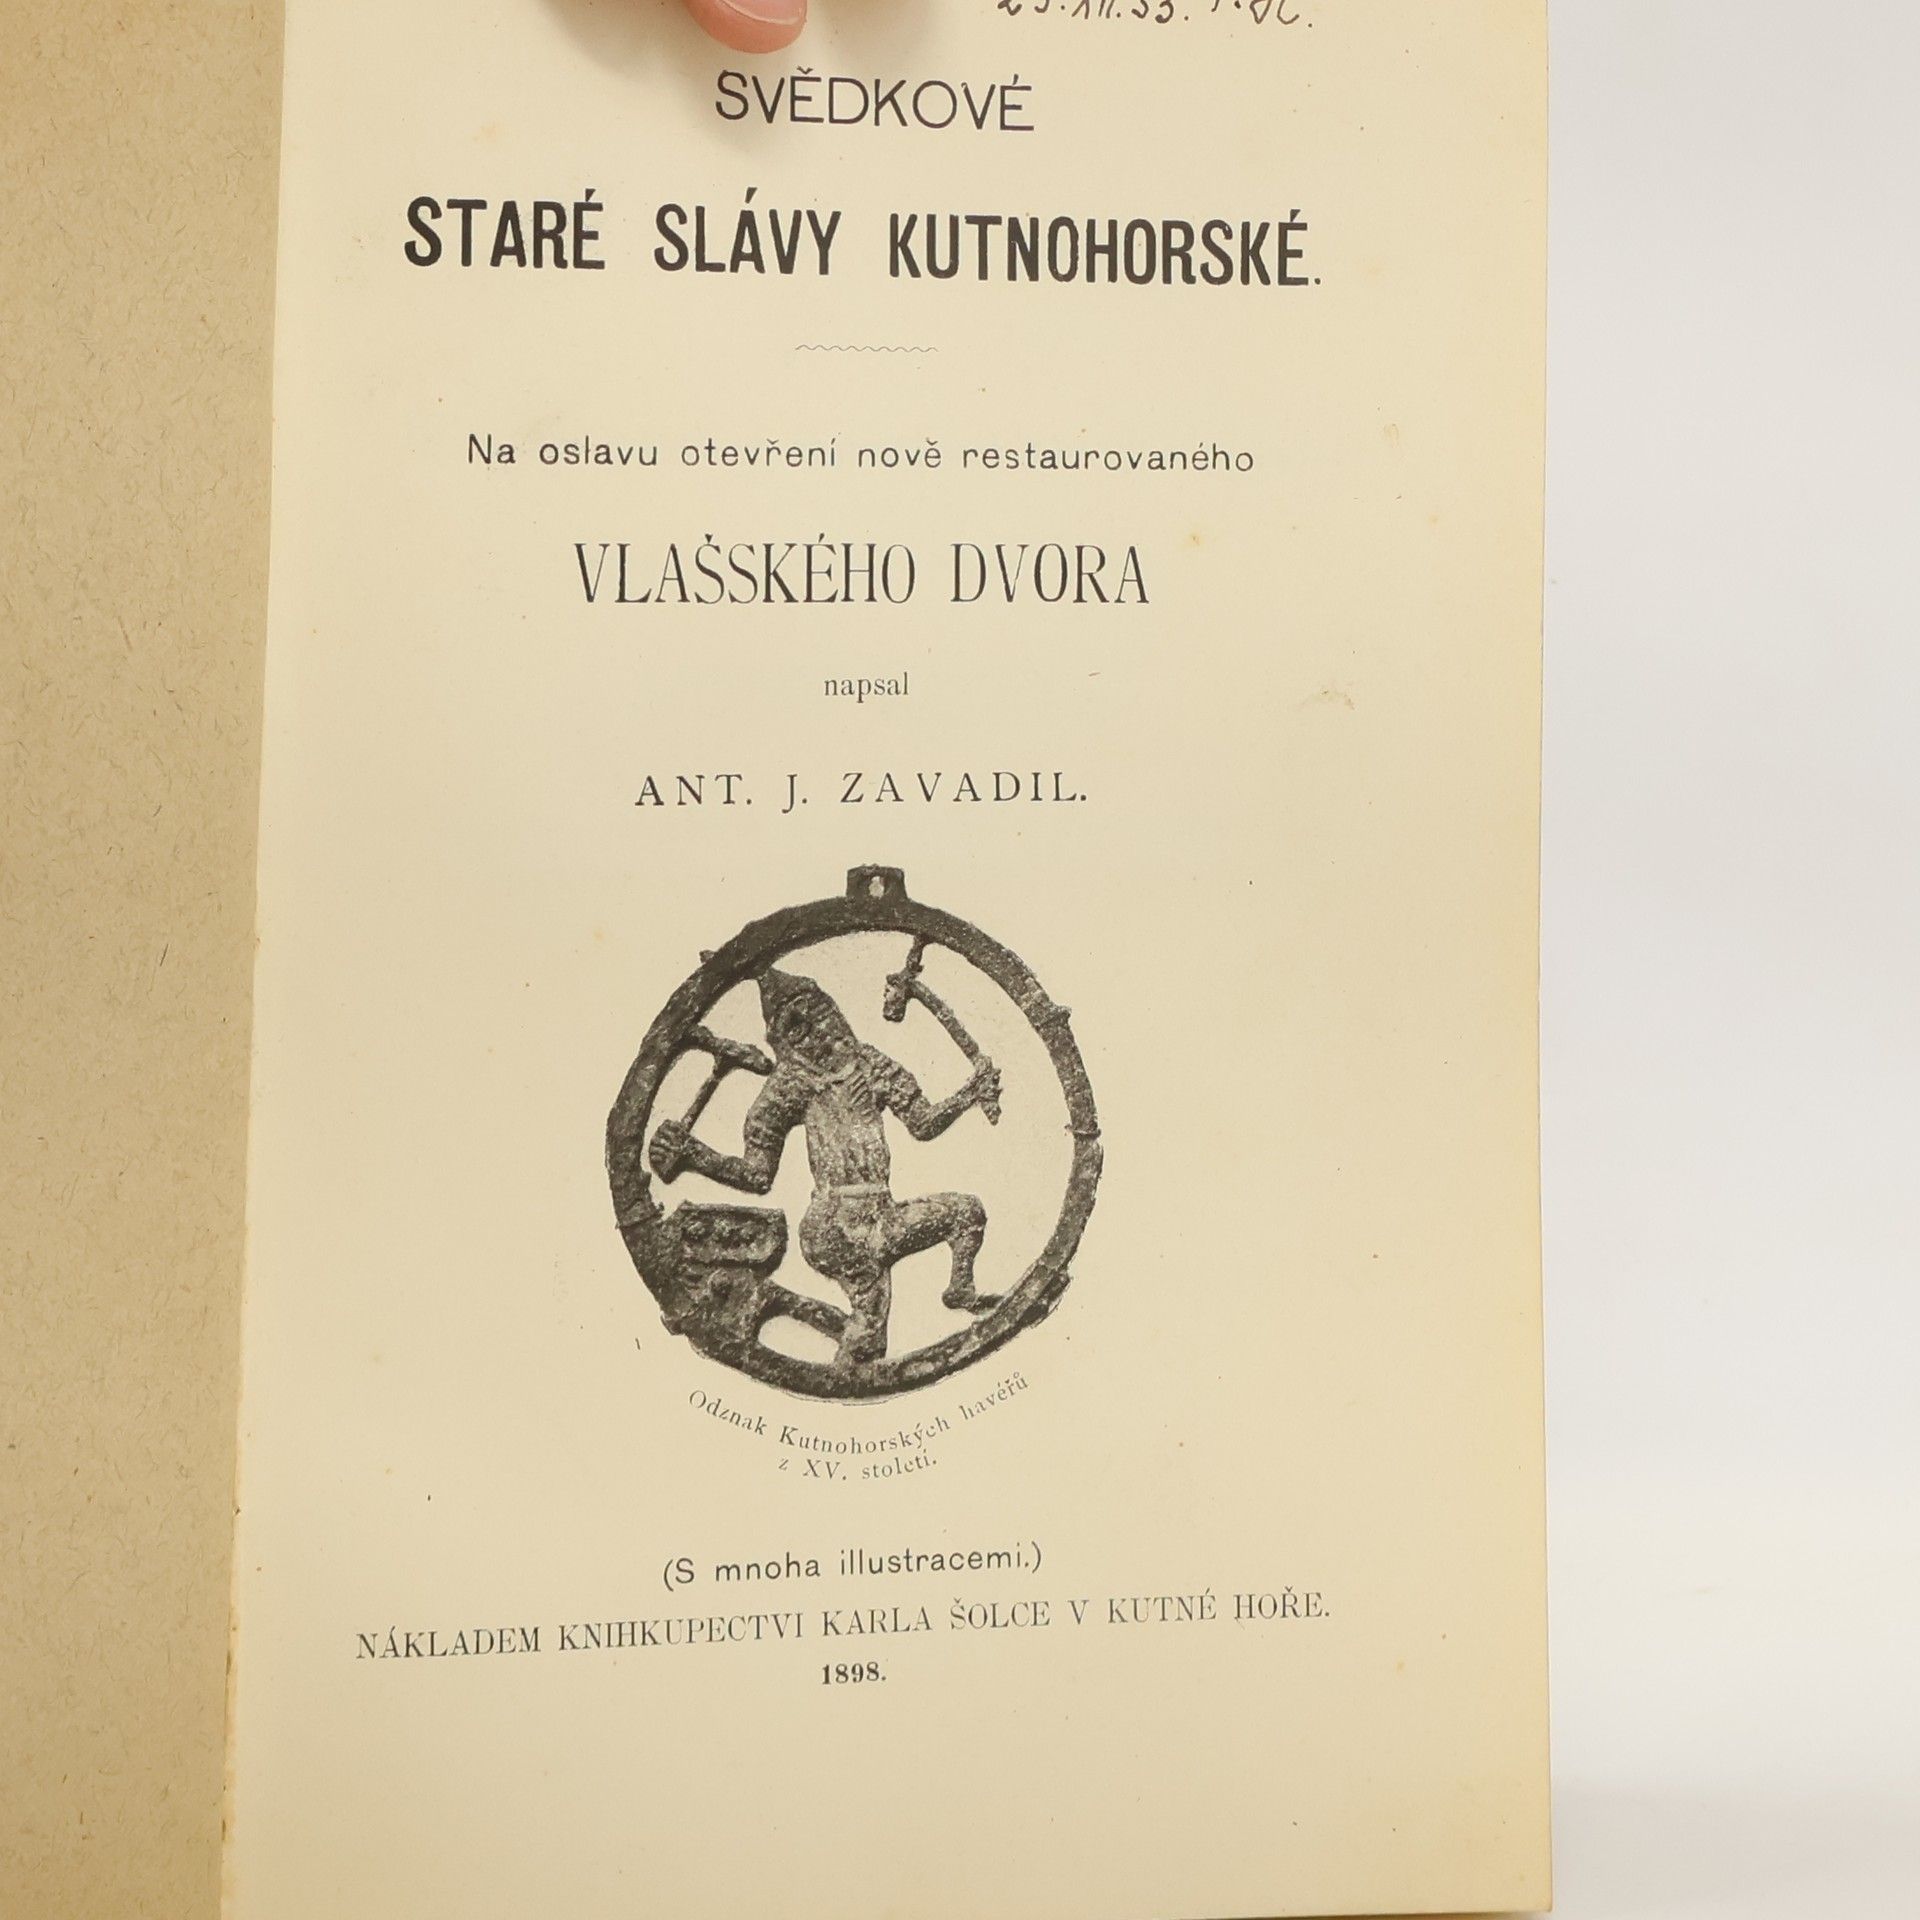 SVĚDKOVÉ
STARÉ SLÁVY KUTNOHORSKÉ.
Na oslavu otevření nově restaurovaného
VLAŠSKÉHO DVORA
napsal
ANT. J. ZAVADIL.
Odznak Kutnohorských havéřů
z XV. století.
(S mnoha illustracemi.)
NÁKLADEM KNIHKUPECTVI KARLA ŠOLCE V KUTNÉ HOŘE.
1898.